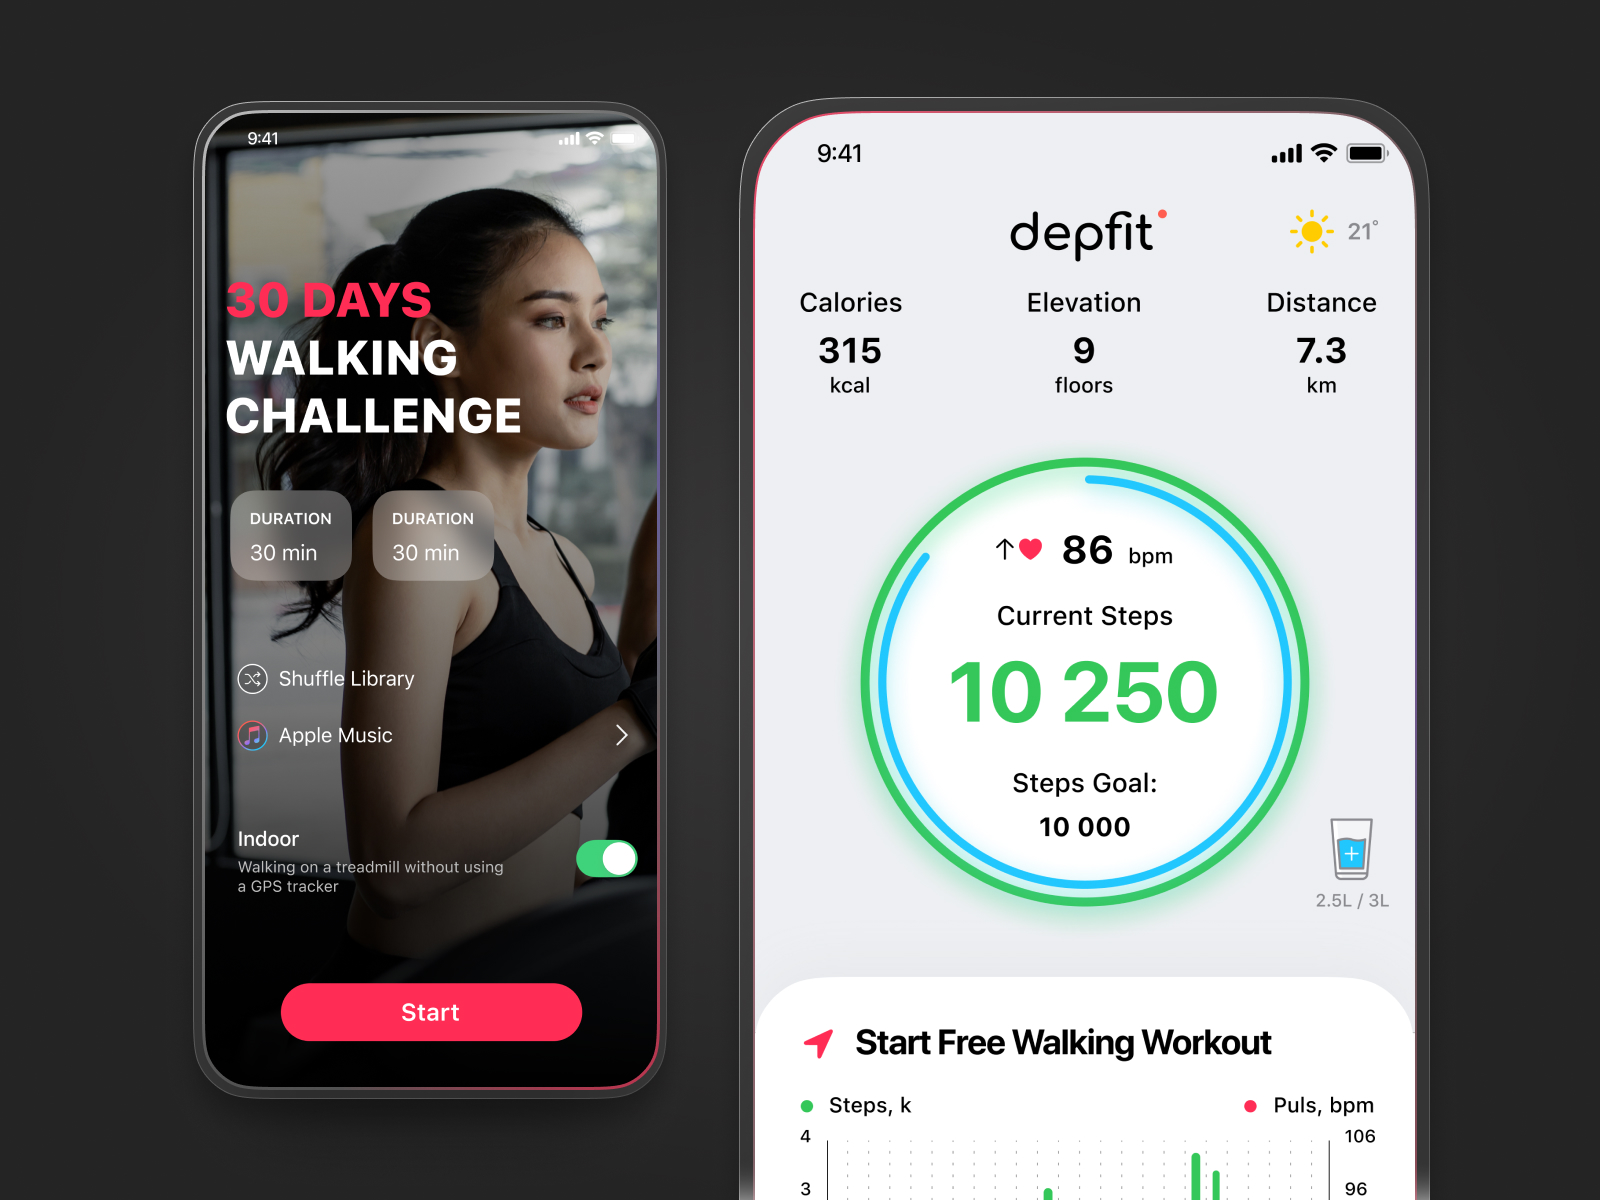 9:41
30 DAYS
WALKING
CHALLENGE
DURATION
30 min
DURATION
30 min
Shuffle Library
Apple Music
Indoor
Walking on a treadmill without using
a GPS tracker
Start
9:41
depfit
21°
Calories
315
kcal
Elevation
9
floors
Distance
7.3
km
86 bpm
Current Steps
10 250
Steps Goal:
10 000
2.5L / 3L
Start Free Walking Workout
Steps, k
Puls, bpm
4
106
3
96